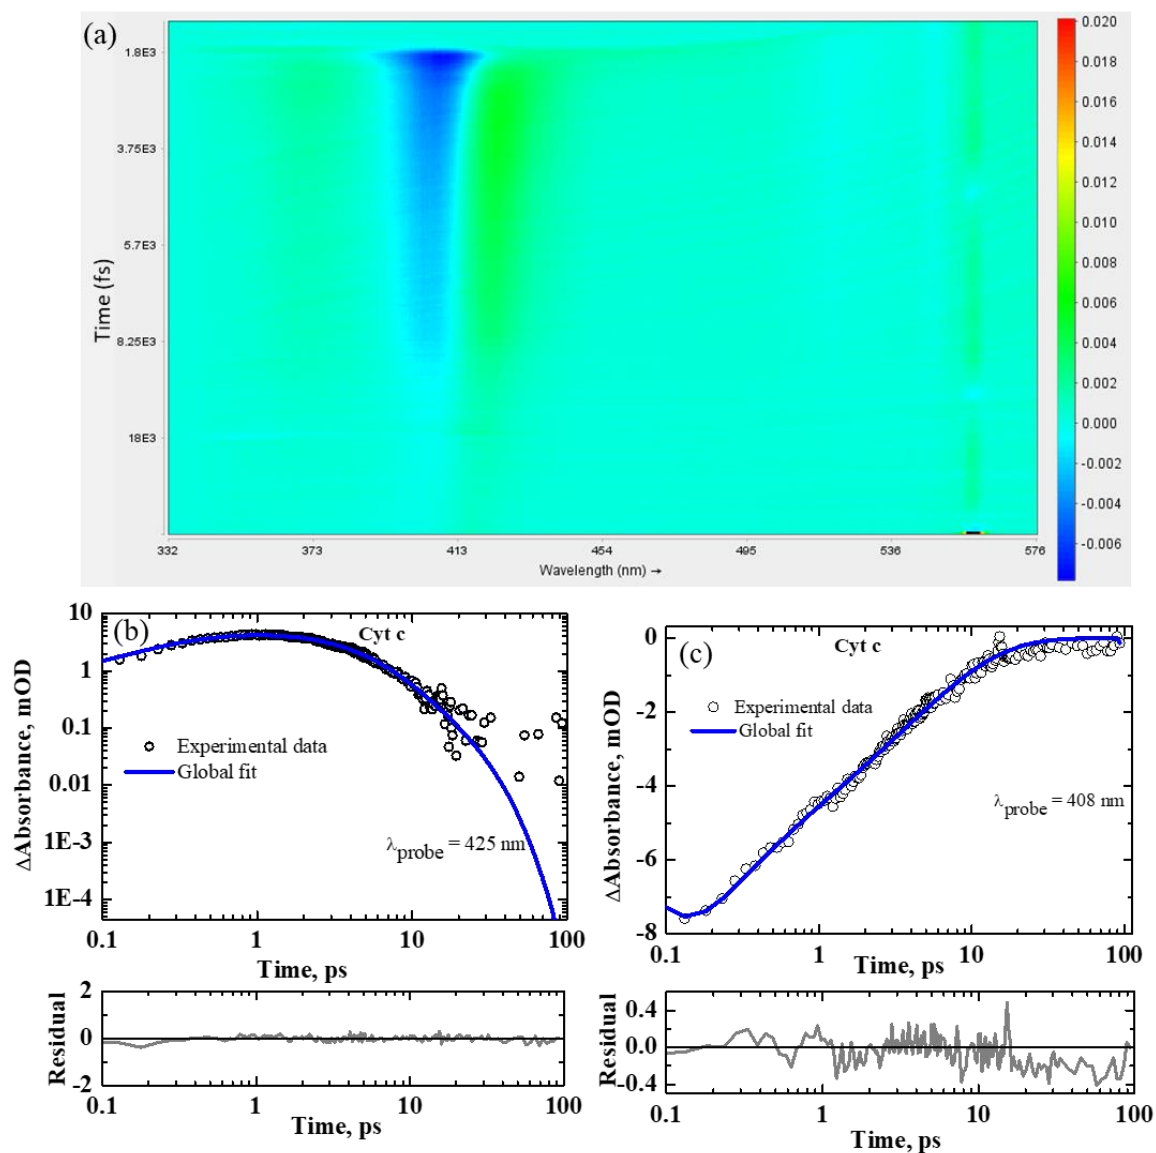 (a)
0.020
0.018
0.016
0.014
0.012
0.010
0.008
0.006
0.004
0.002
0.000
-0.002
-0.004
-0.006
Time (fs)
1.8E3
3.75E3
5.7E3
8.25E3
18E3
332 373 413 454 495 536 576
Wavelength (nm) →
(b)
Cyt c
ΔAbsorbance, mOD
10
1
0.1
0.01
1E-3
1E-4
Experimental data
Global fit
λprobe = 425 nm
0.1 1 10 100
Time, ps
Residual
2
0
-2
0.1 1 10 100
Time, ps
(c)
Cyt c
ΔAbsorbance, mOD
0
-2
-4
-6
-8
Experimental data
Global fit
λprobe = 408 nm
0.1 1 10 100
Time, ps
Residual
0.4
0.0
-0.4
0.1 1 10 100
Time, ps